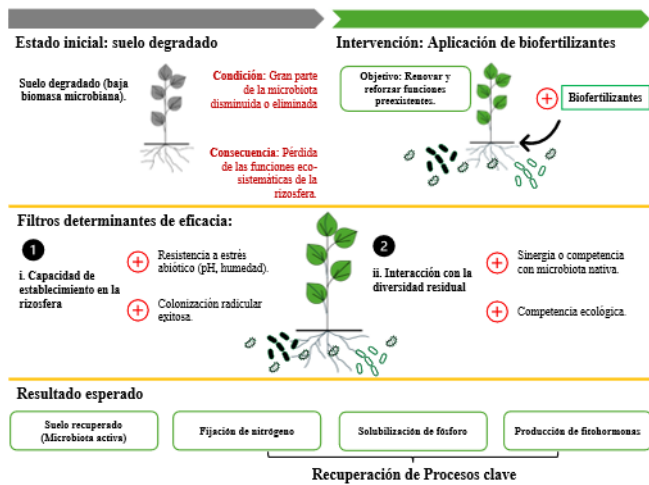 Estado inicial: suelo degradado
Suelo degradado (baja
biomasa microbiana).
Condición: Gran parte
de la microbiota
disminuida o eliminada
Consecuencia: Pérdida
de las funciones eco-
sistemáticas de la
rizosfera.
Intervención: Aplicación de biofertilizantes
Objetivo: Renovar y
reforzar funciones
preexistentes.
Biofertilizantes
Filtros determinantes de eficacia:
1
i. Capacidad de
establecimiento en la
rizosfera
Resistencia a estrés
abiótico (pH, humedad).
Colonización radicular
exitosa.
2
ii. Interacción con la
diversidad residual
Sinergia o competencia
con microbiota nativa.
Competencia ecológica.
Resultado esperado
Suelo recuperado
(Microbiota activa)
Fijación de nitrógeno
Solubilización de fósforo
Producción de fitohormonas
Recuperación de Procesos clave